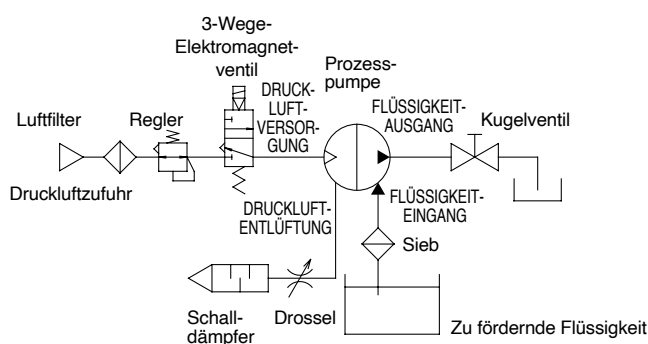 3-Wege-
Elektromagnet-
ventil
Prozess-
pumpe
DRUCK-
LUFT-
VERSOR-
GUNG
FLÜSSIGKEIT-
AUSGANG
Kugelventil
Luftfilter
Regler
Druckluftzufuhr
DRUCKLUFT-
ENTLÜFTUNG
FLÜSSIGKEIT-
EINGANG
Sieb
Schall-
dämpfer
Drossel
Zu fördernde Flüssigkeit